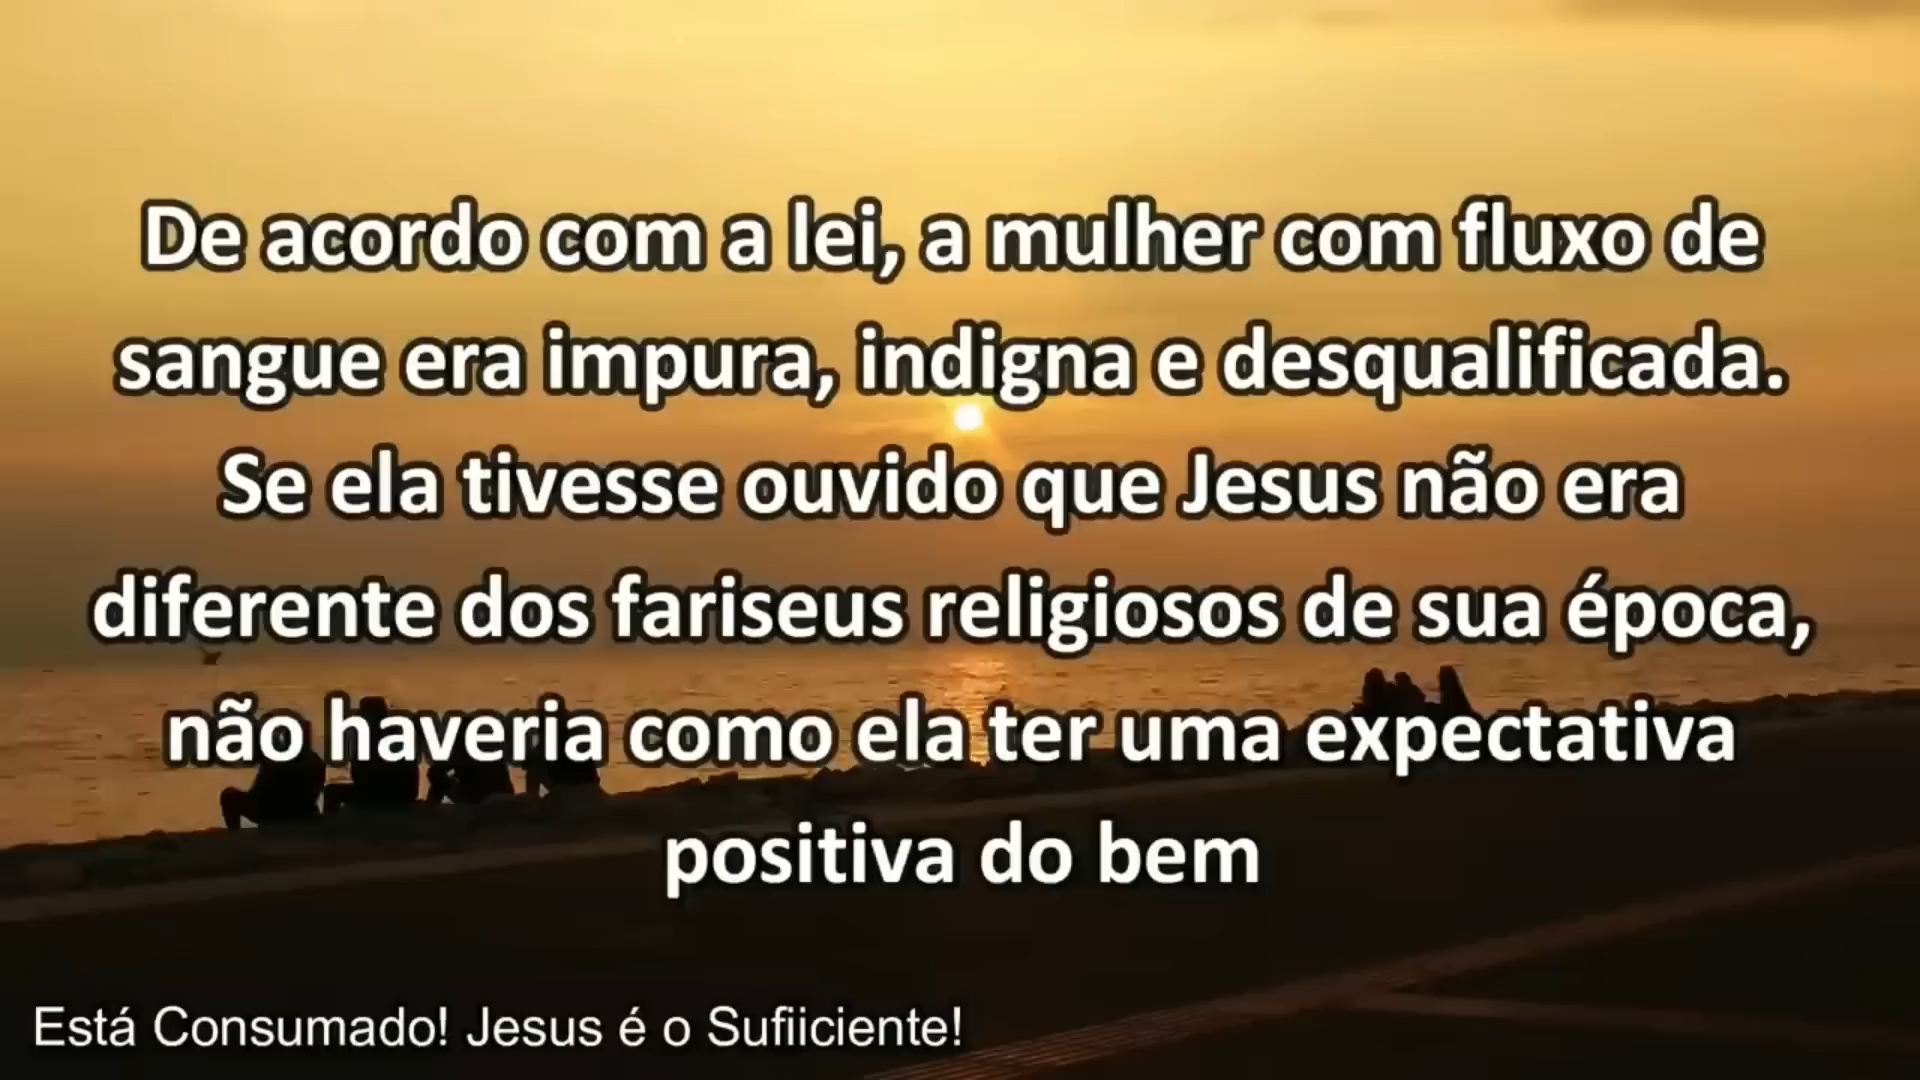 De acordo com a lei, a mulher com fluxo de
sangue era impura, indigna e desqualificada.
Se ela tivesse ouvido que Jesus não era
diferente dos fariseus religiosos de sua época,
não haveria como ela ter uma expectativa
positiva do bem
Está Consumado! Jesus é o Sufiiciente!